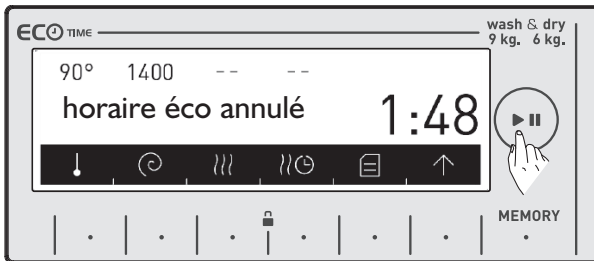 ECO TIME
wash & dry
9 kg. 6 kg.
90° 1400 -- --
horaire éco annulé
1:48
MEMORY